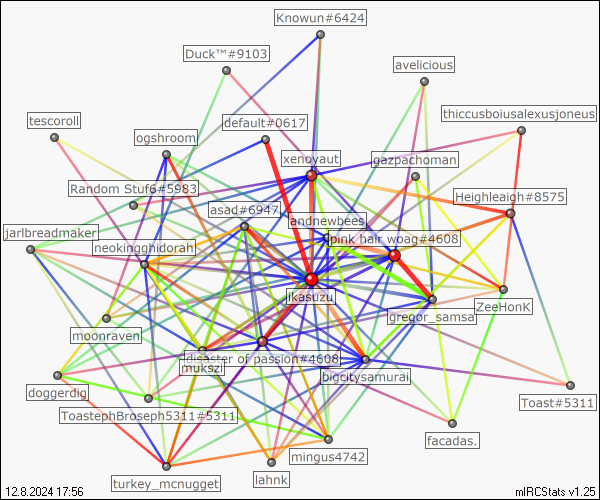 Knowun#6424
Duck™#9103
avelicious
thiccusboiusalexusjoneus
tescoroll
default#0617
ogshroom
xenoyaut
gazpachoman
Random Stuf6#5983
Heighleaigh#8575
asad#6947
andnewbees
jarlbreadmaker
pink hair woag#4608
neokingghidorah
ikasuzu
ZeeHonK
gregor_samsa
moonraven
disaster of passion#4608
mukszi
bigcitysamurai
doggerdig
Toast#5311
ToastephBroseph5311#5311
facadas.
mingus4742
lahnk
turkey_mcnugget
12.8.2024 17:56
mIRCStats v1.25